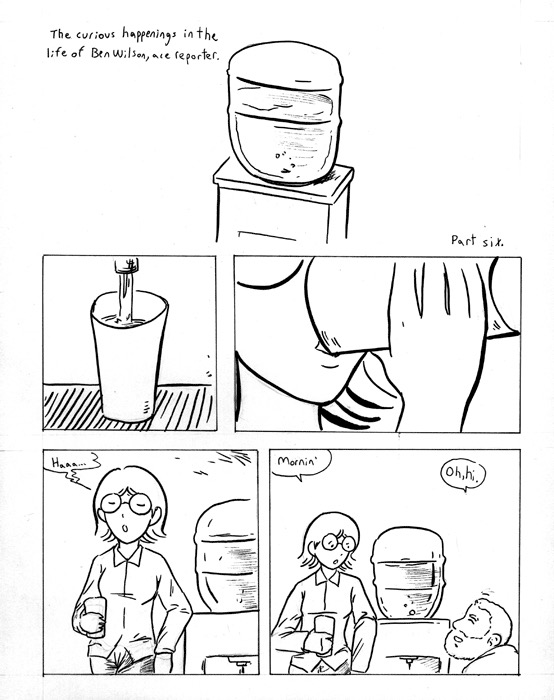 The curious happenings in the
life of Ben Wilson, ace reporter.
Part six.
Haaa...
Mornin'
Oh, hi.